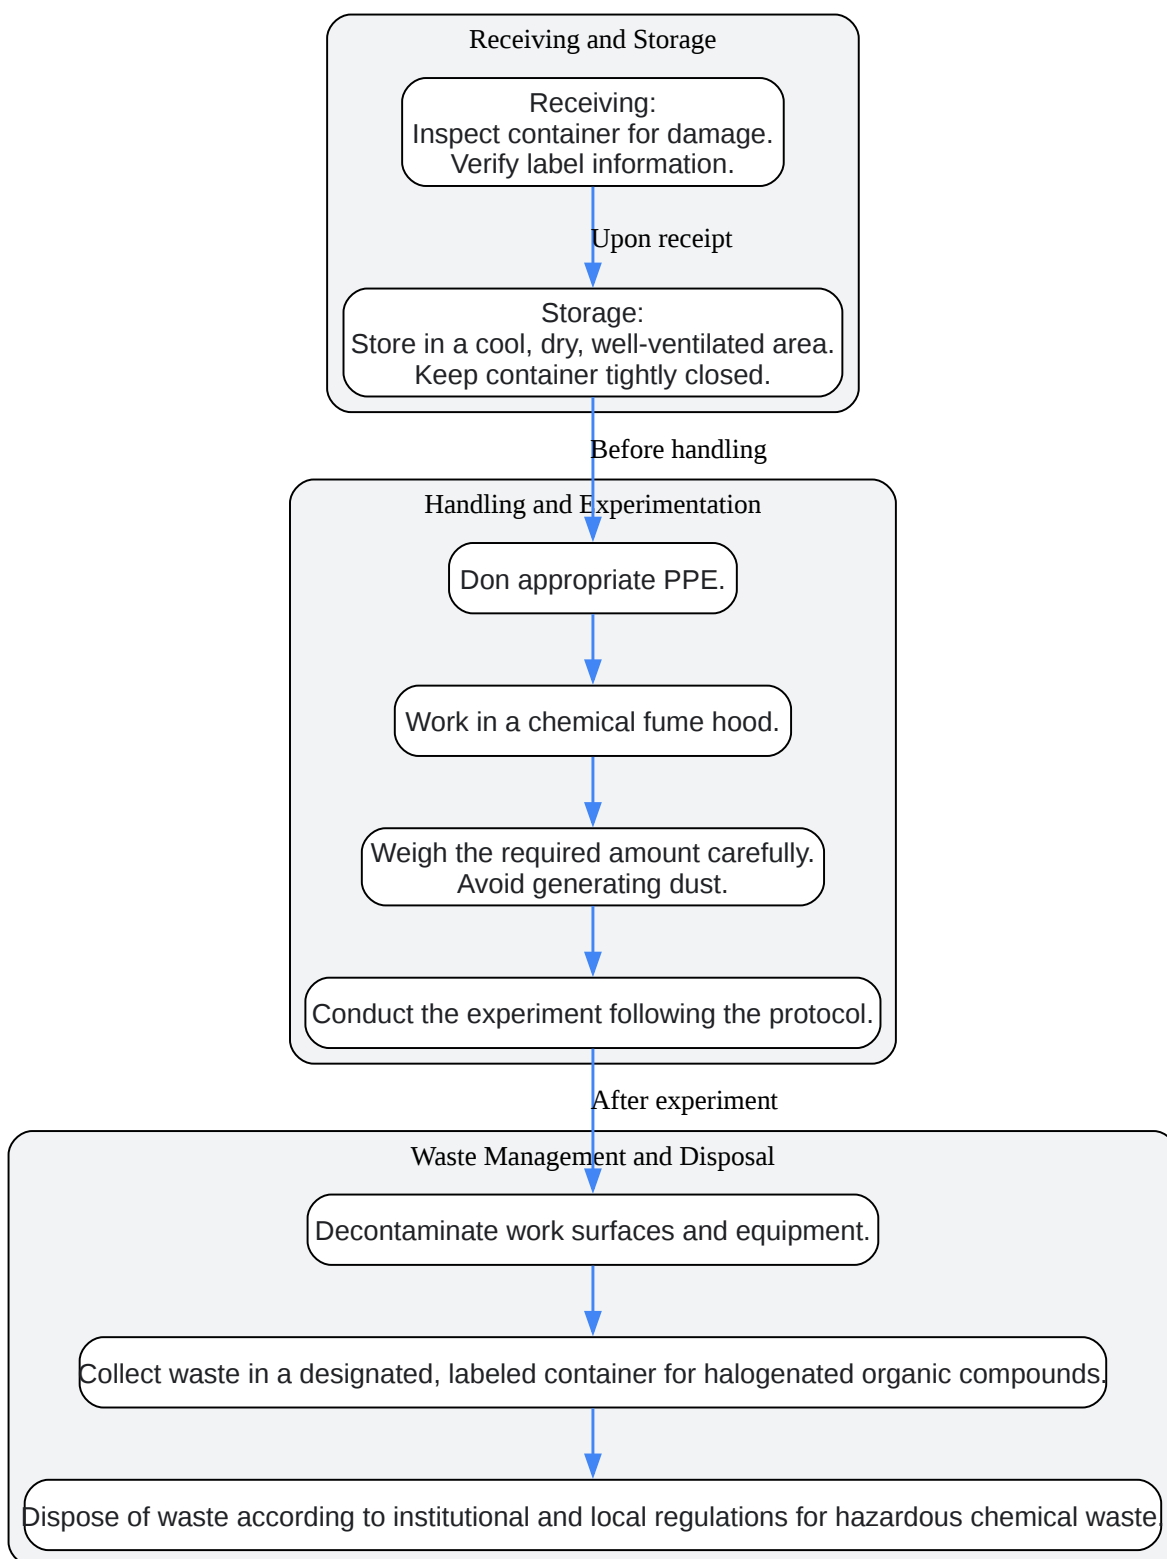 Receiving and Storage
Receiving:
Inspect container for damage.
Verify label information.
Upon receipt
Storage:
Store in a cool, dry, well-ventilated area.
Keep container tightly closed.
Before handling
Handling and Experimentation
Don appropriate PPE.
Work in a chemical fume hood.
Weigh the required amount carefully.
Avoid generating dust.
Conduct the experiment following the protocol.
After experiment
Waste Management and Disposal
Decontaminate work surfaces and equipment.
Collect waste in a designated, labeled container for halogenated organic compounds.
Dispose of waste according to institutional and local regulations for hazardous chemical waste.